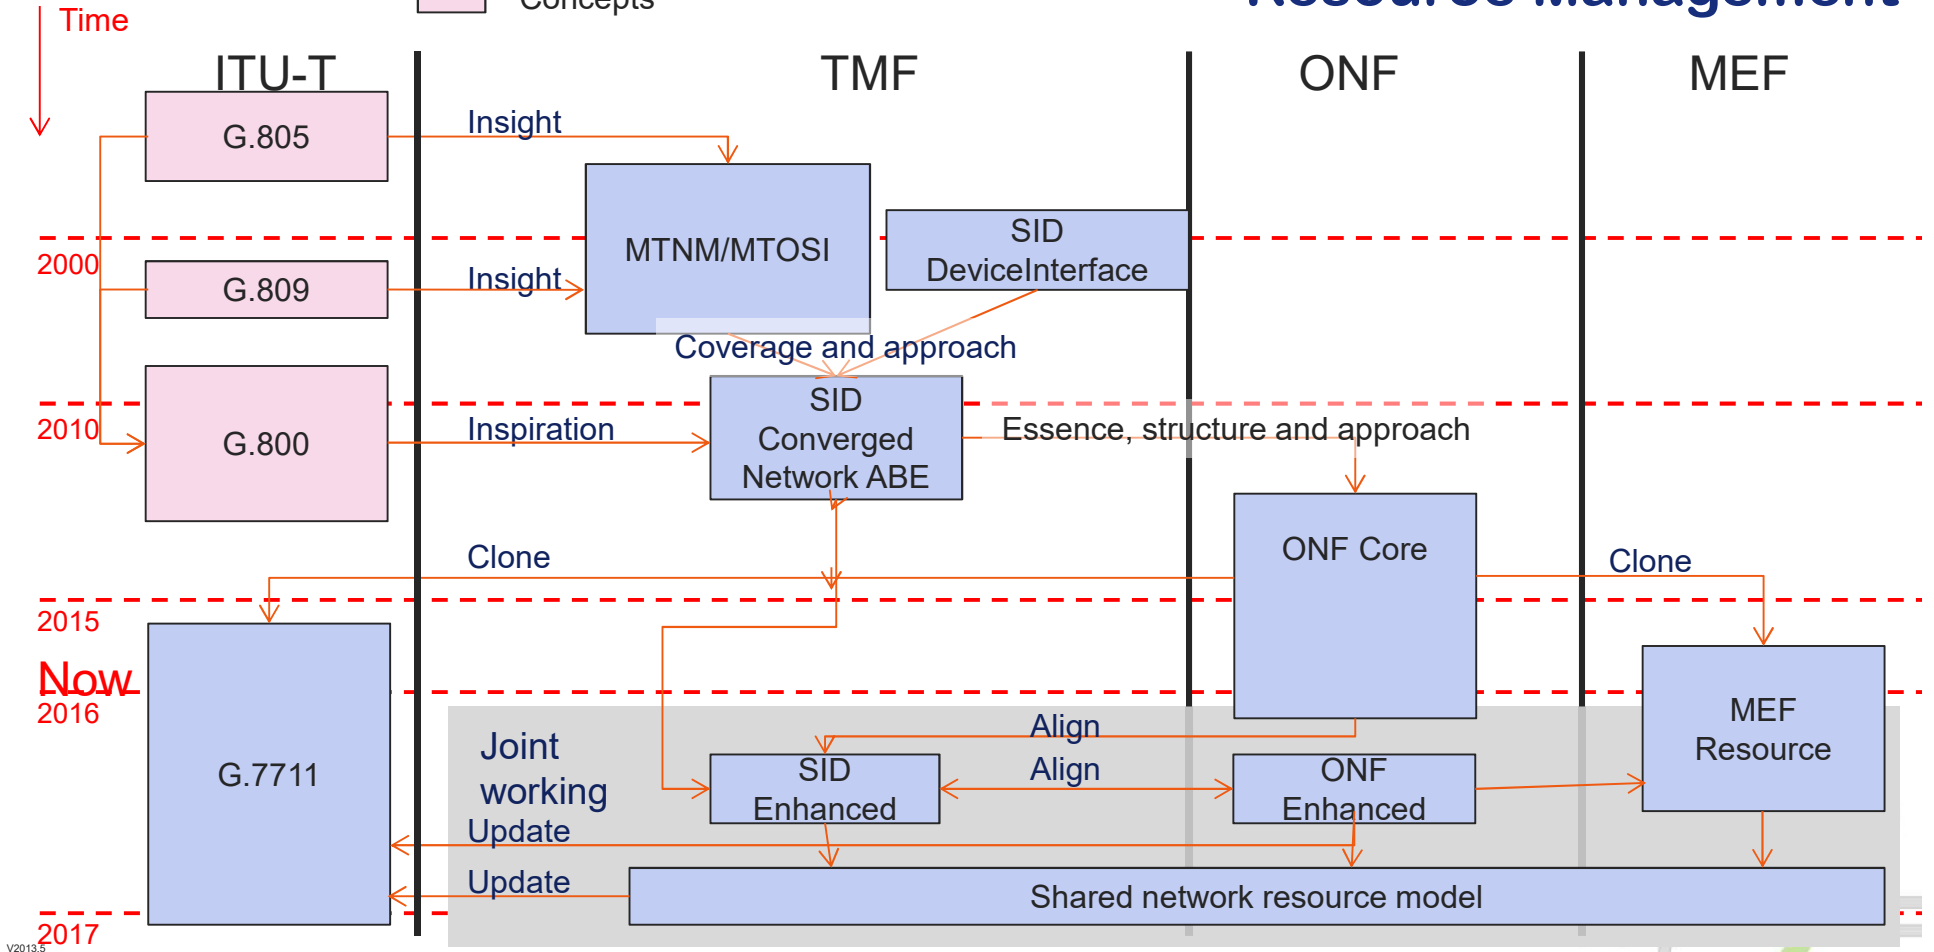 Concepts
Resource Management
Time
ITU-T
TMF
ONF
MEF
G.805
Insight
MTNM/MTOSI
SID
DeviceInterface
2000
G.809
Insight
Coverage and approach
2010
G.800
Inspiration
SID
Converged
Network ABE
Essence, structure and approach
ONF Core
Clone
Clone
2015
Now
2016
G.7711
MEF
Resource
Joint
working
Align
Align
SID
Enhanced
ONF
Enhanced
Update
Update
Shared network resource model
2017
V2013.5